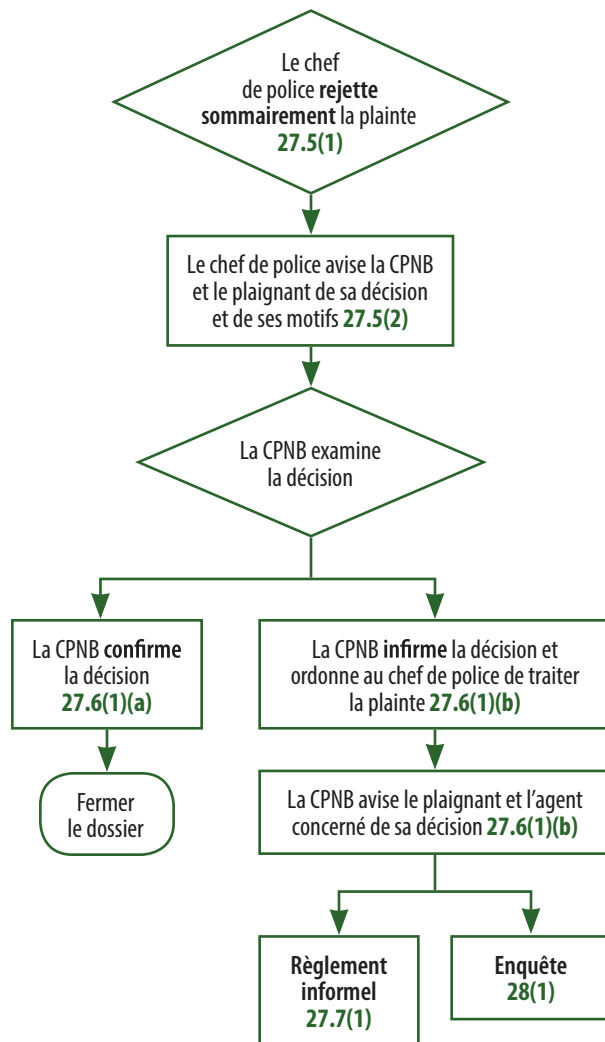 Le chef
de police rejette
sommairement la plainte
27.5(1)
Le chef de police avise la CPNB
et le plaignant de sa décision
et de ses motifs 27.5(2)
La CPNB examine
la décision
La CPNB confirme
la décision
27.6(1)(a)
Fermer
le dossier
La CPNB infirme la décision et
ordonne au chef de police de traiter
la plainte 27.6(1)(b)
La CPNB avise le plaignant et l'agent
concerné de sa décision 27.6(1)(b)
Règlement
informel
27.7(1)
Enquête
28(1)